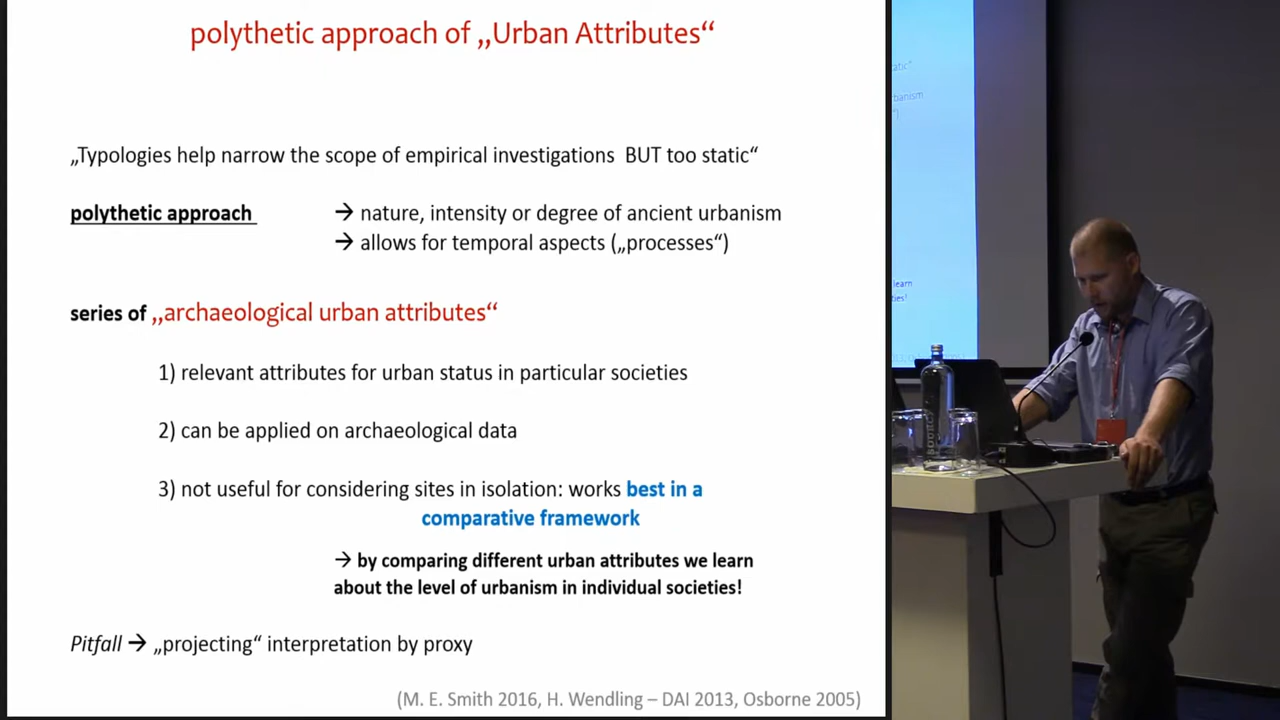 polythetic approach of „Urban Attributes“
„Typologies help narrow the scope of empirical investigations BUT too static“
polythetic approach → nature, intensity or degree of ancient urbanism
→ allows for temporal aspects („processes“)
series of „archaeological urban attributes“
1) relevant attributes for urban status in particular societies
2) can be applied on archaeological data
3) not useful for considering sites in isolation: works best in a
comparative framework
→ by comparing different urban attributes we learn
about the level of urbanism in individual societies!
Pitfall → „projecting“ interpretation by proxy
(M. E. Smith 2016, H. Wendling – DAI 2013, Osborne 2005)
learn